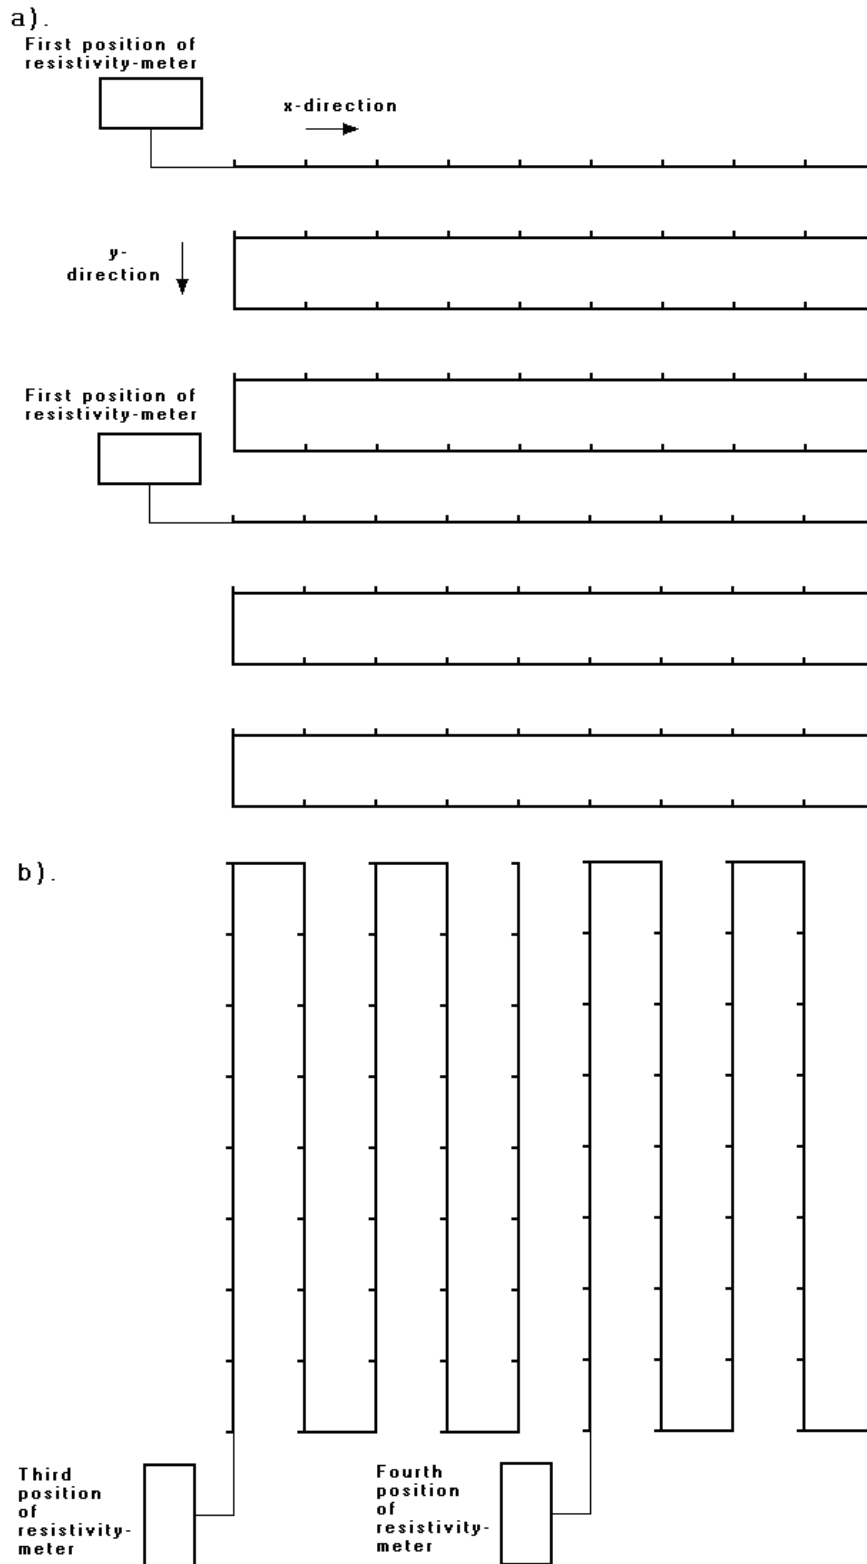 a).
First position of
resistivity-meter
x-direction
y-
direction
First position of
resistivity-meter
b).
Third
position
of
resistivity-
meter
Fourth
position
of
resistivity-
meter